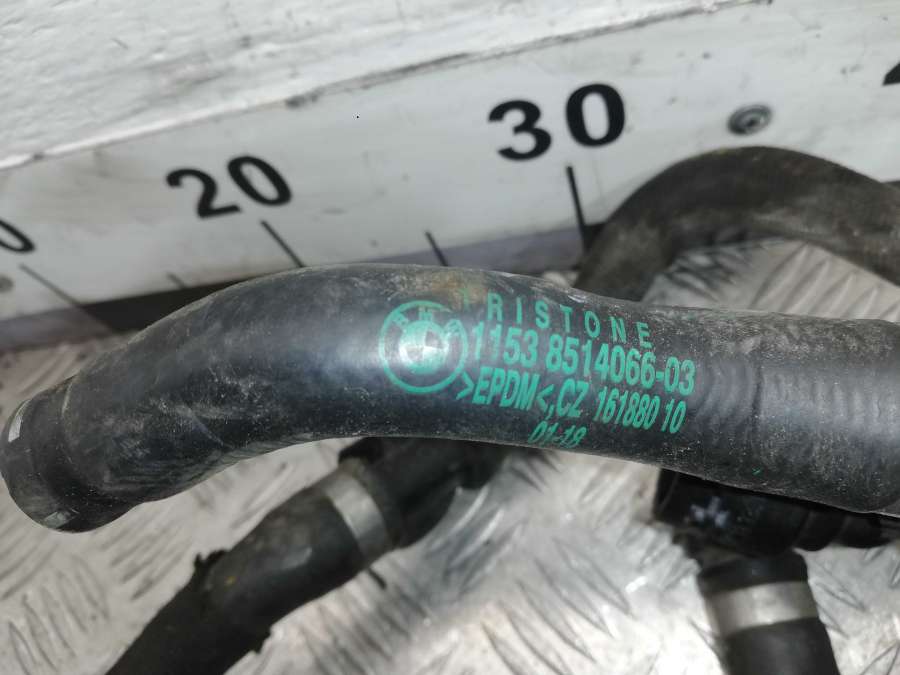 20
30
RISTONE
1153 8514066-03
>EPDM<,CZ 161880 10
01-18